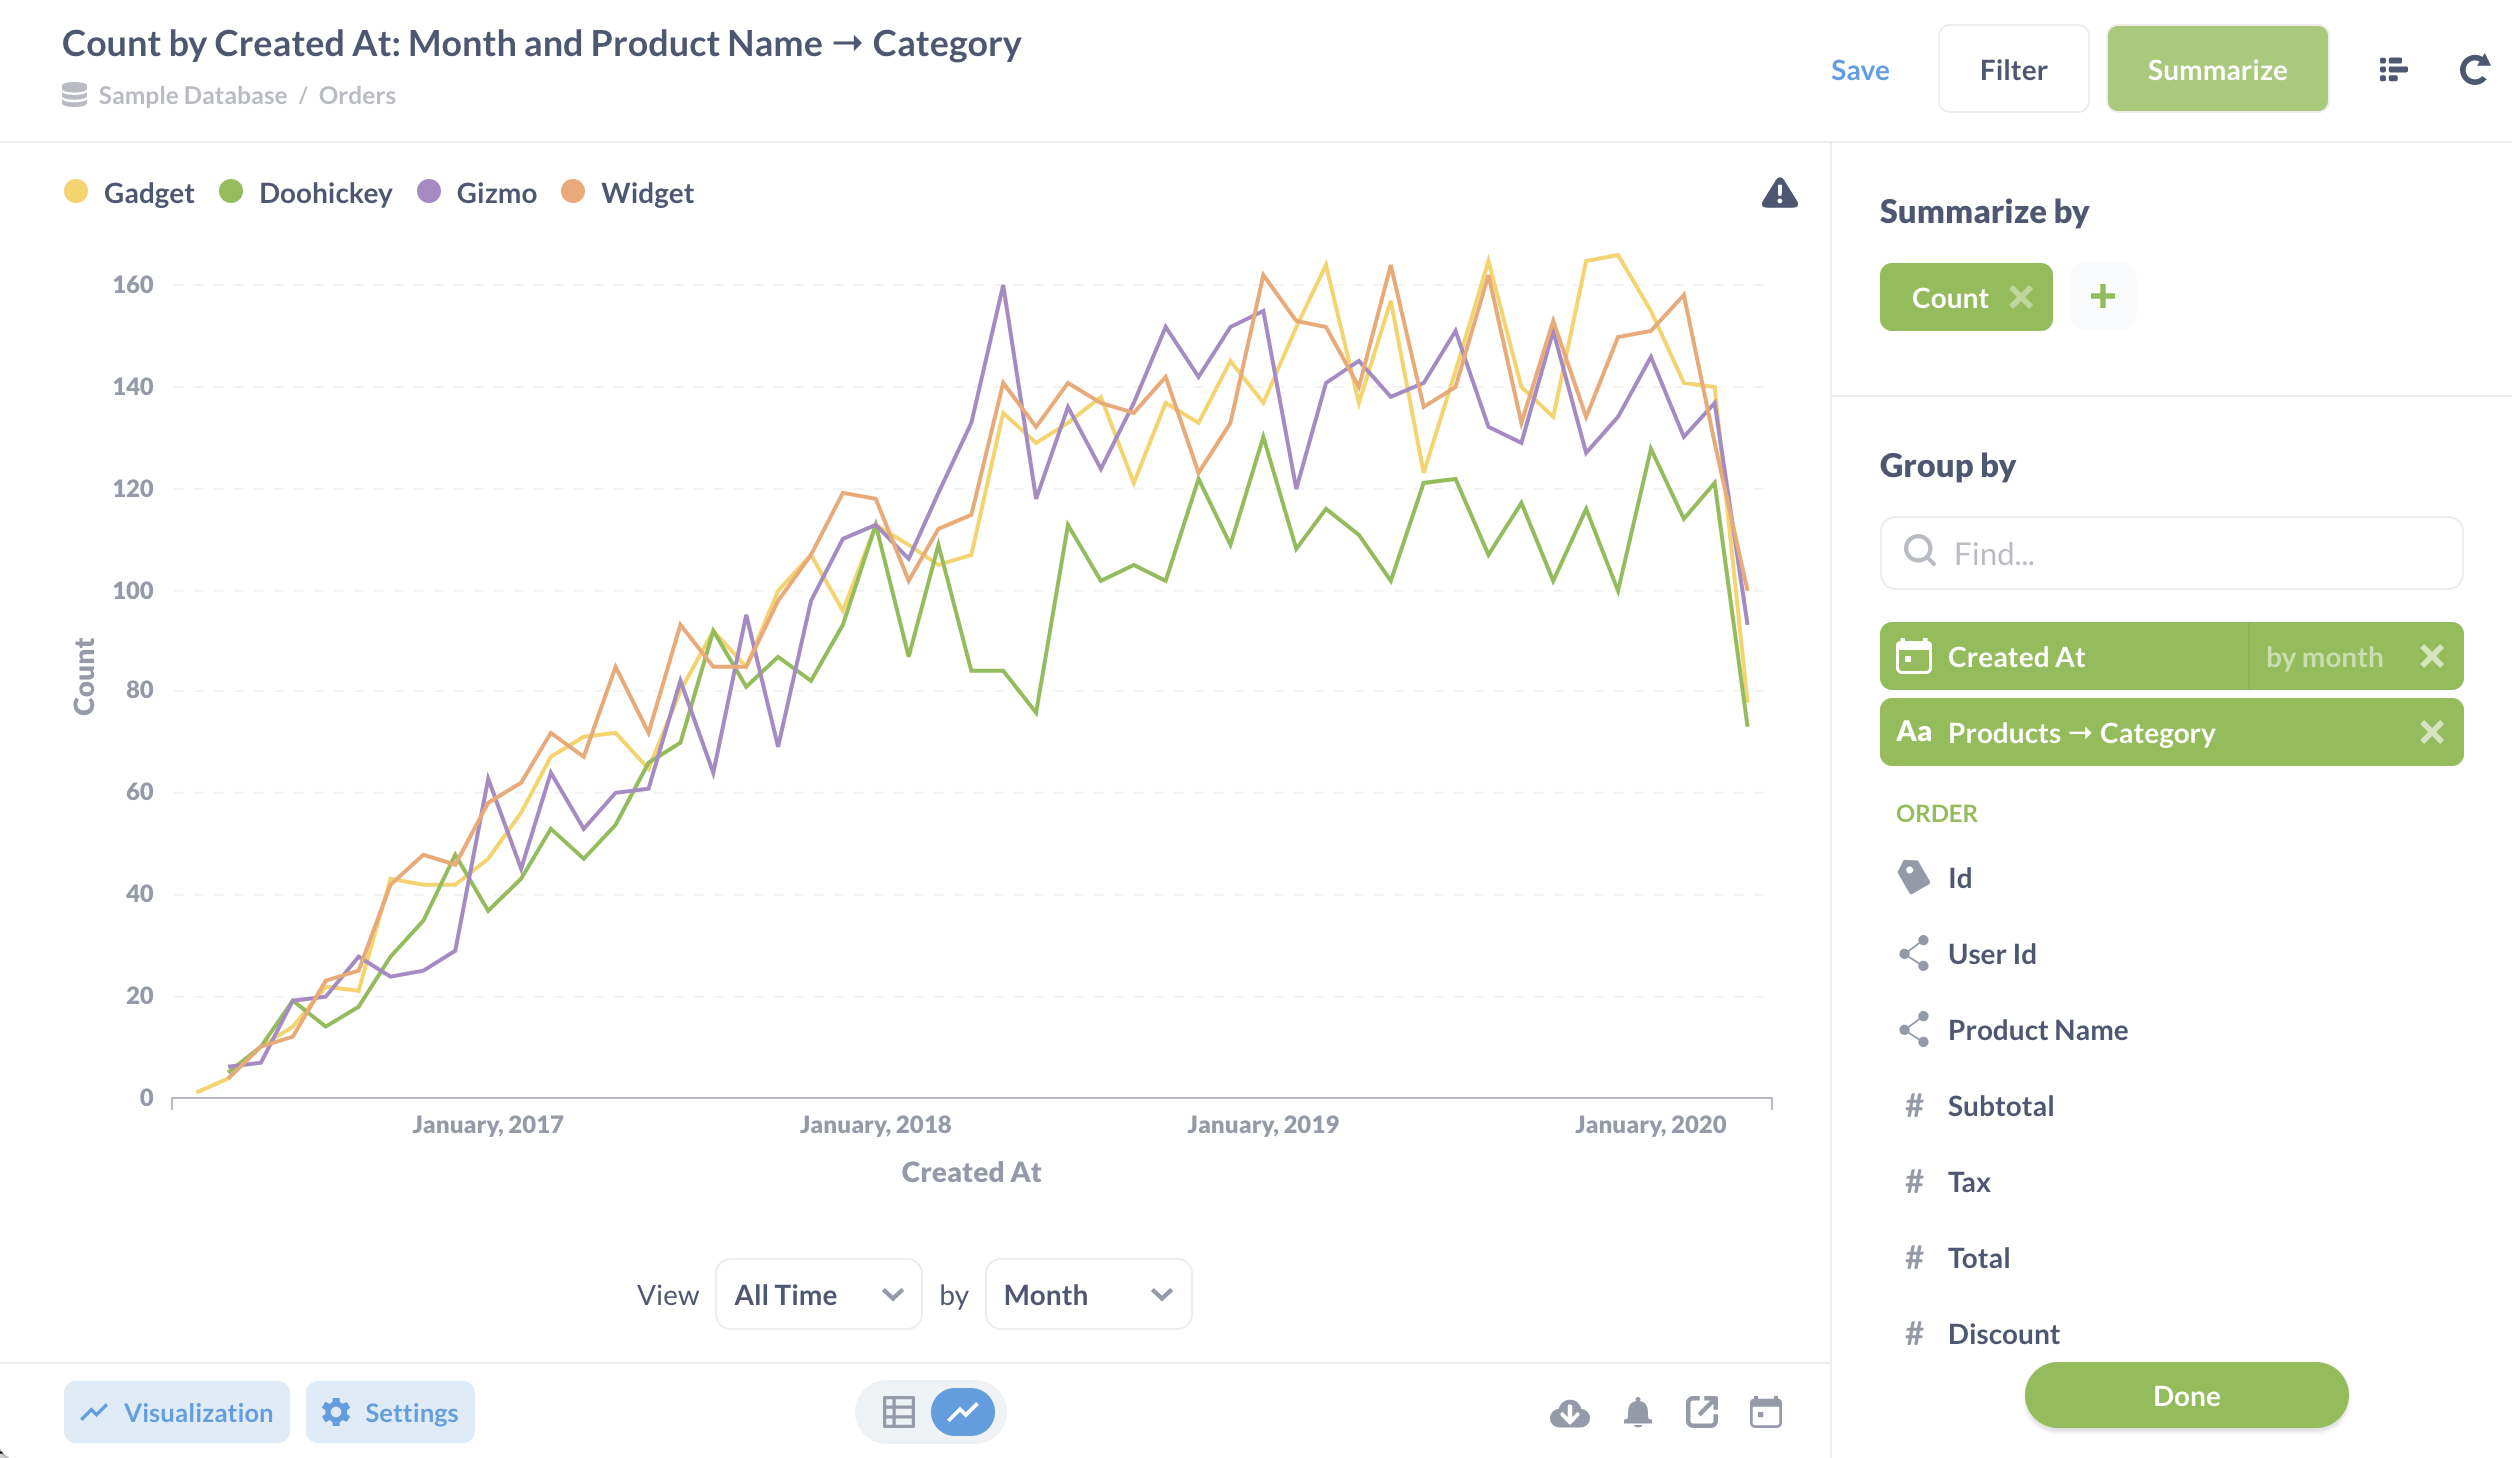 Count by Created At: Month and Product Name → Category
Sample Database / Orders
Save
Filter
Summarize
Gadget
Doohickey
Gizmo
Widget
160
140
120
100
80
60
40
20
0
Count
January, 2017
January, 2018
January, 2019
January, 2020
Created At
View
All Time
by
Month
Visualization
Settings
Summarize by
Count
Group by
Find...
Created At
by month
Aa Products → Category
ORDER
Id
User Id
Product Name
# Subtotal
# Tax
# Total
# Discount
Done